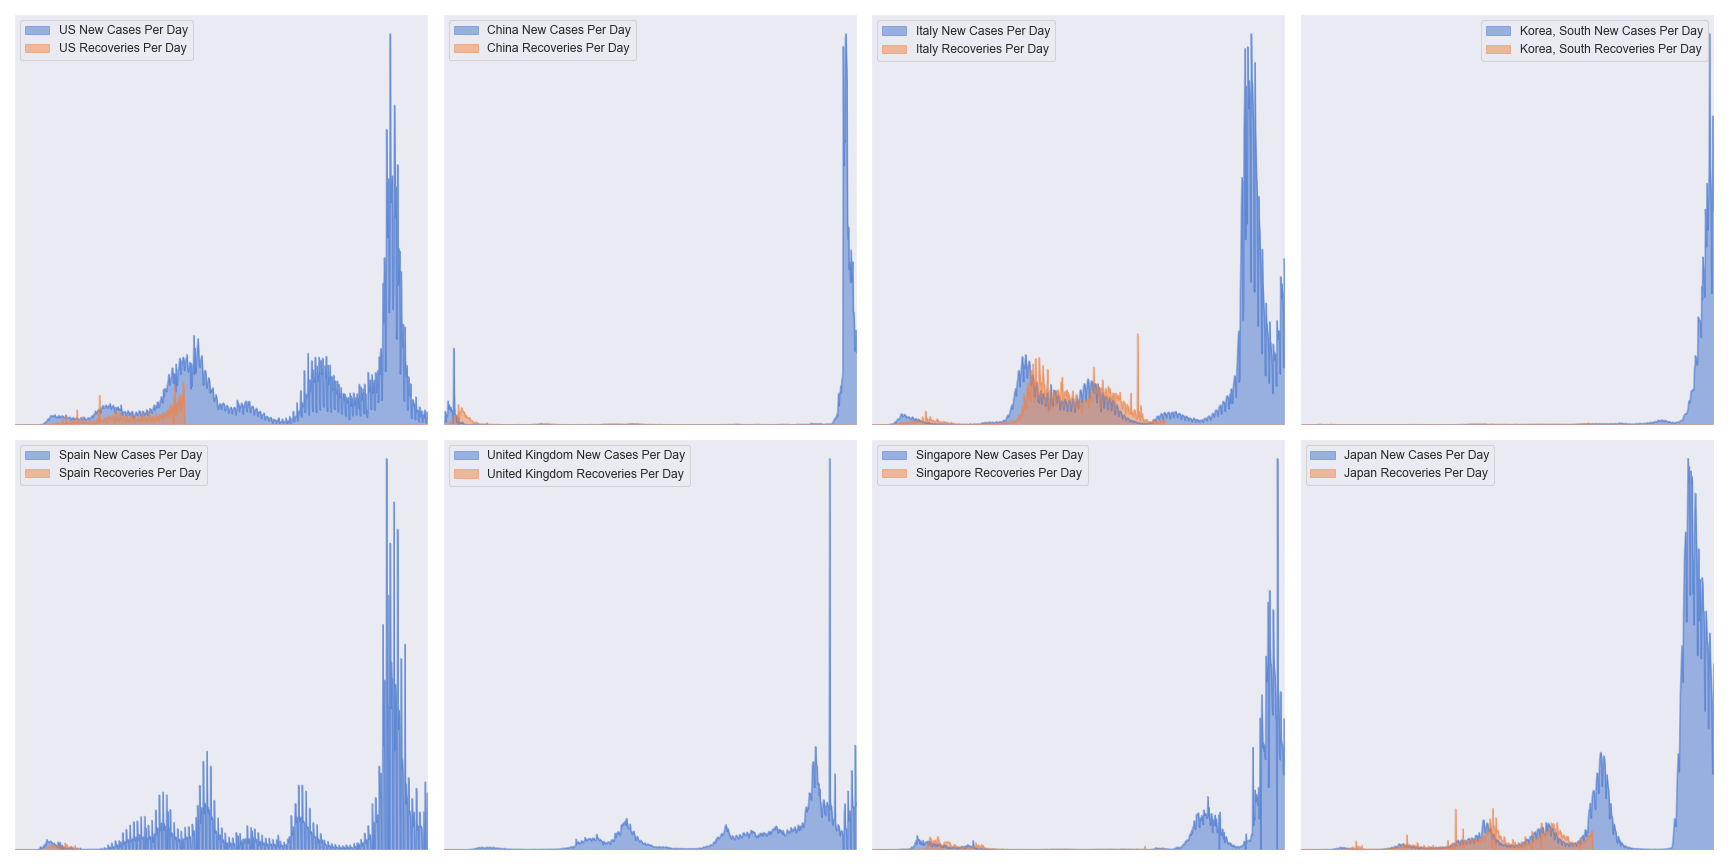 US New Cases Per Day
US Recoveries Per Day
China New Cases Per Day
China Recoveries Per Day
Italy New Cases Per Day
Italy Recoveries Per Day
Korea, South New Cases Per Day
Korea, South Recoveries Per Day
Spain New Cases Per Day
Spain Recoveries Per Day
United Kingdom New Cases Per Day
United Kingdom Recoveries Per Day
Singapore New Cases Per Day
Singapore Recoveries Per Day
Japan New Cases Per Day
Japan Recoveries Per Day